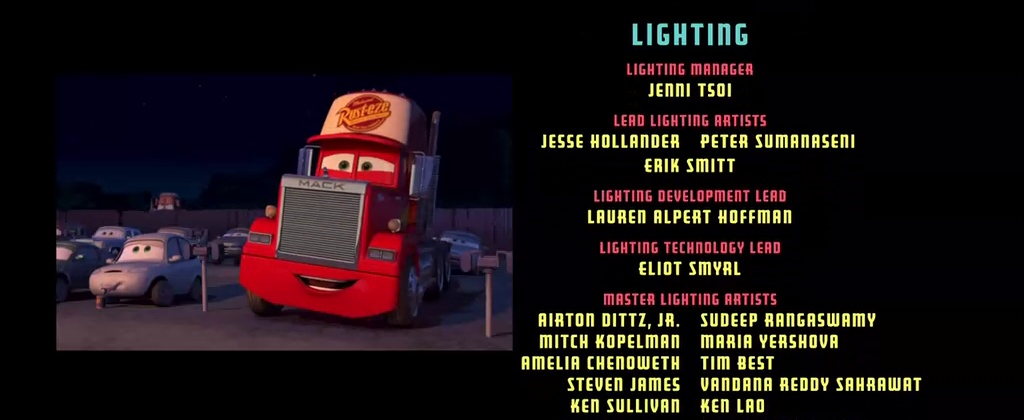 Rust-eze
MACK
LIGHTING
LIGHTING MANAGER
JENNI TSOI
LEAD LIGHTING ARTISTS
JESSE HOLLANDER PETER SUMANASENI
ERIK SMITT
LIGHTING DEVELOPMENT LEAD
LAUREN ALPERT HOFFMAN
LIGHTING TECHNOLOGY LEAD
ELIOT SMYRL
MASTER LIGHTING ARTISTS
AIRTON DITTZ, JR. SUDEEP RANGASWAMY
MITCH KOPELMAN MARIA YERSHOVA
AMELIA CHENOWETH TIM BEST
STEVEN JAMES VANDANA REDDY SAHRAWAT
KEN SULLIVAN KEN LAO